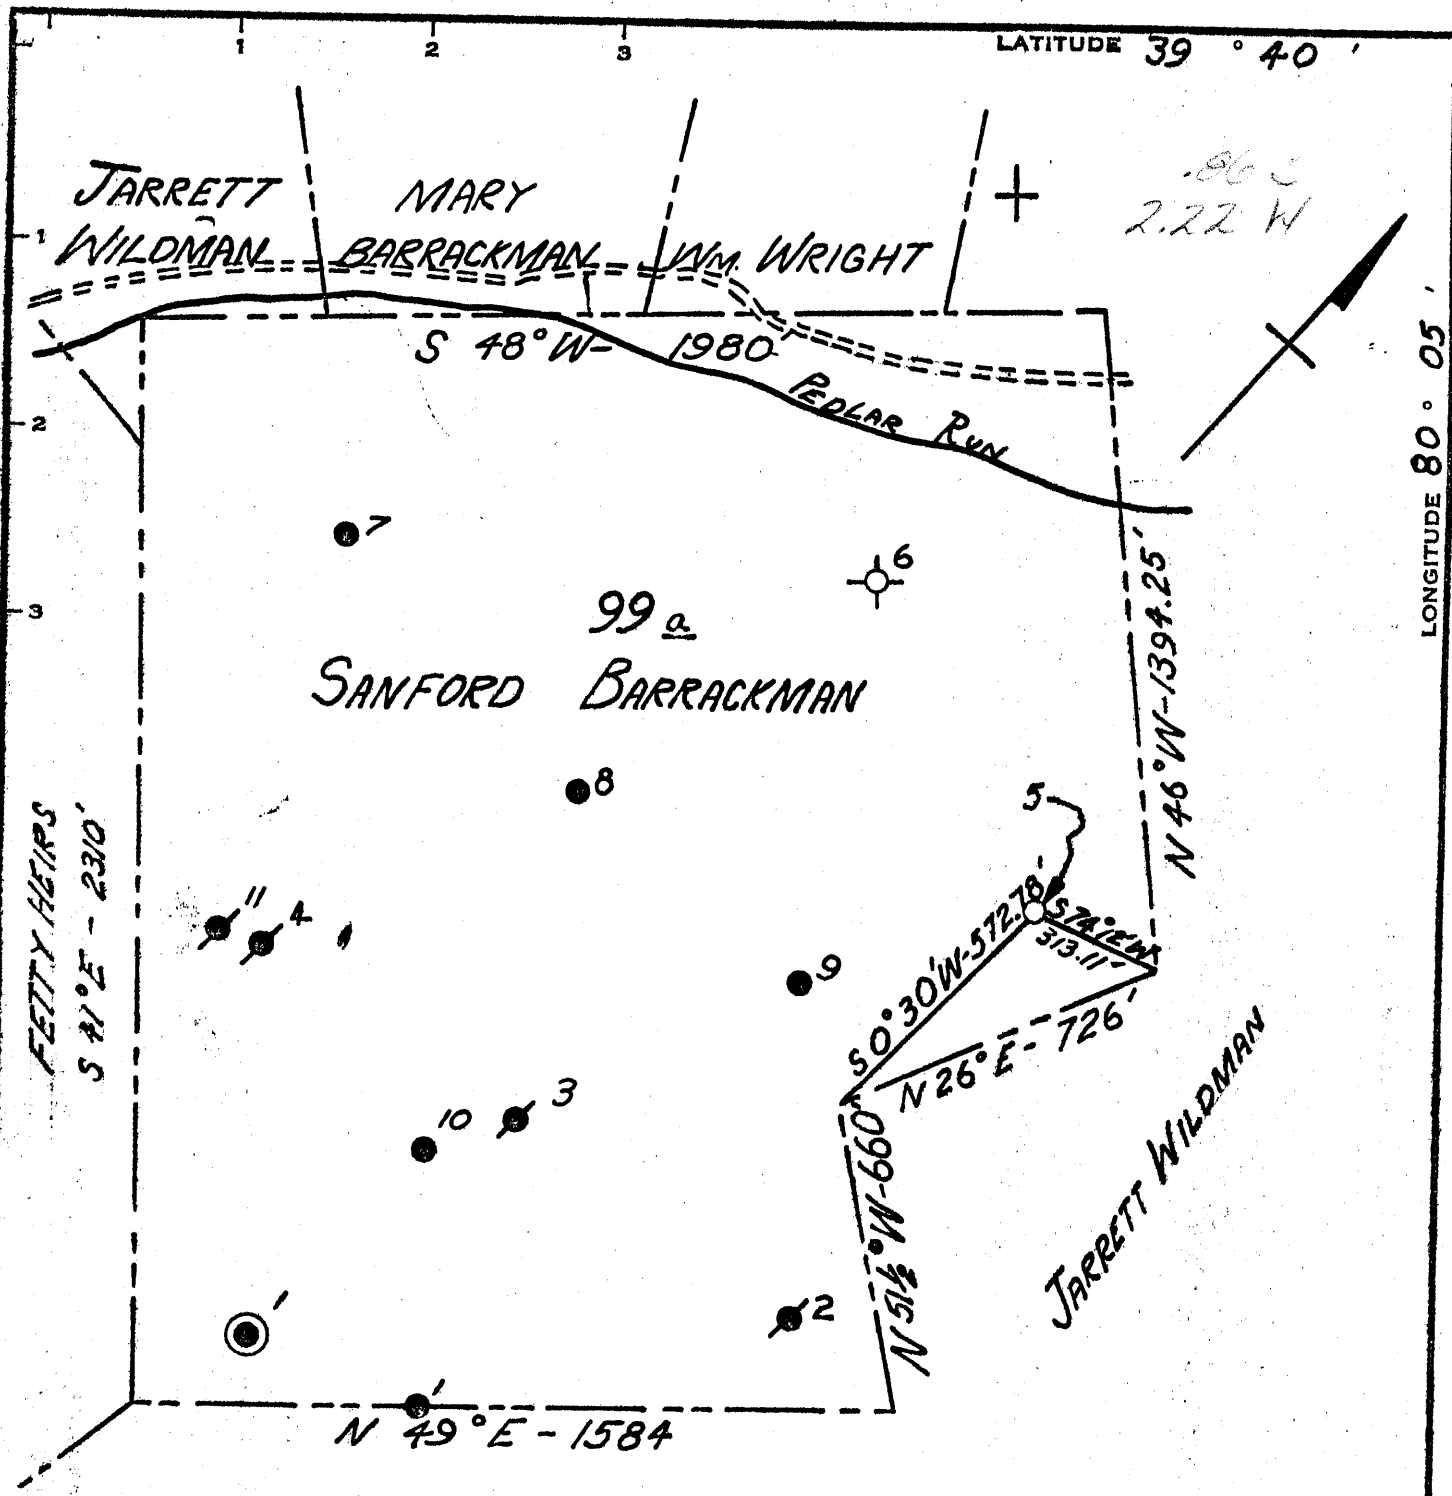 1 2 3
LATITUDE 39 ° 40 '
.86 S
2.22 W
JARRETT
WILDMAN
MARY
BARRACKMAN
WM. WRIGHT
1
2
3
S 48° W- 1980'
PEDLAR RUN
LONGITUDE 80 ° 05 '
7
6
99 a
SANFORD BARRACKMAN
N 46° W-1394.25'
8
5
FETTY HEIRS
S 41° E - 2310'
11
4
9
S 0° 30' W-572.78'
S 74° 12' W
313.11'
N 26° E - 726'
10
3
N 51½° W-660'
JARRETT WILDMAN
1
2
1
N 49° E - 1584